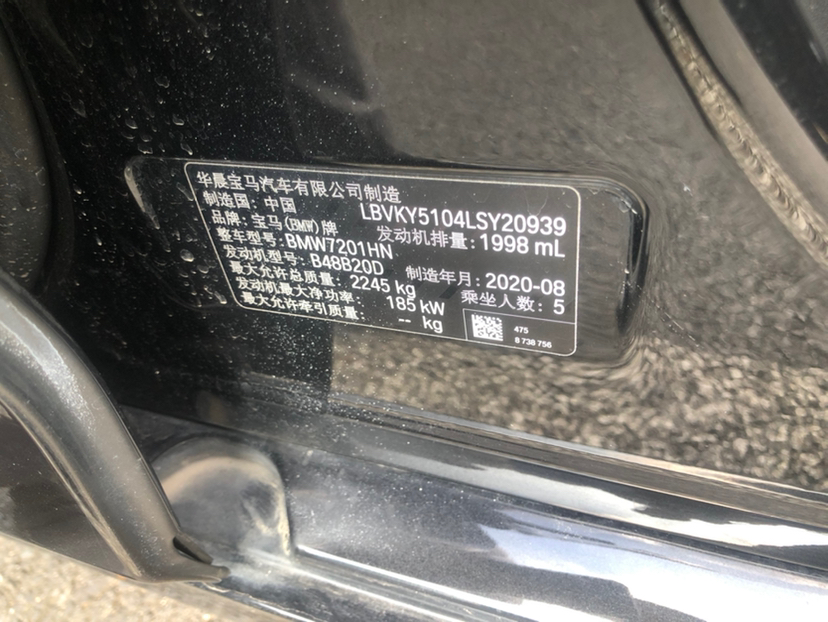 华晨宝马汽车有限公司制造
制造国: 中国 LBVKY5104LSY20939
品牌: 宝马(BMW)牌 发动机排量: 1998 mL
整车型号: BMW7201HN
发动机型号: B48B20D 制造年月: 2020-08
最大允许总质量: 2245 kg 乘坐人数: 5
发动机最大净功率: 185 kW
最大允许牵引质量: -- kg
475
8 738 756